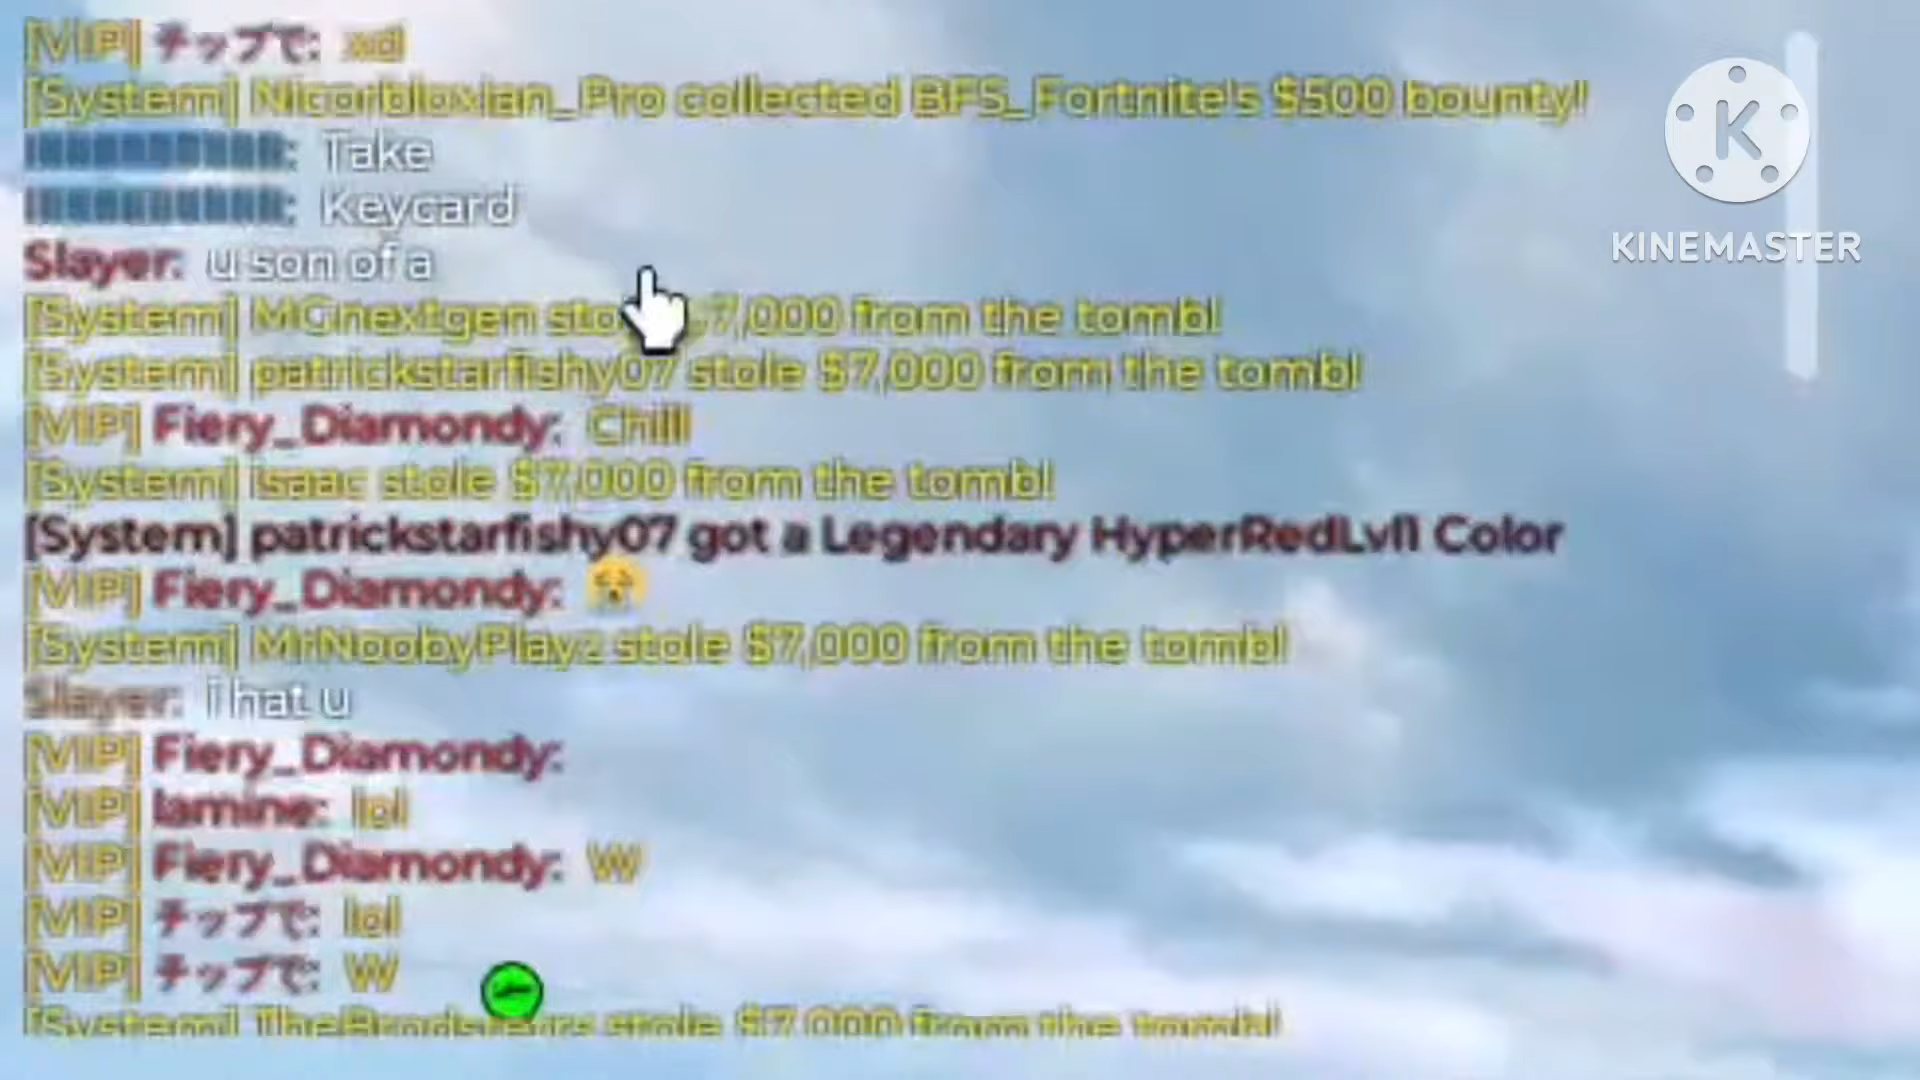 [VIP] チップで: xd
[System] Nicorbloxian_Pro collected BFS_Fortnite's $500 bounty!
Take
Keycard
Slayer: u son of a
[System] MGnextgen $7,000 from the tomb!
[System] patrickstarfishy07 stole $7,000 from the tomb!
[VIP] Fiery_Diamondy: Chill
[System] isaac stole $7,000 from the tomb!
[System] patrickstarfishy07 got a Legendary HyperRedLvl1 Color
[VIP] Fiery_Diamondy: 😭
[System] MrNoobyPlayz stole $7,000 from the tomb!
Slayer: i hat u
[VIP] Fiery_Diamondy:
[VIP] lamine: lol
[VIP] Fiery_Diamondy: W
[VIP] チップで: lol
[VIP] チップで: W
[System] stole $7,000 from the tomb!
K
KINEMASTER